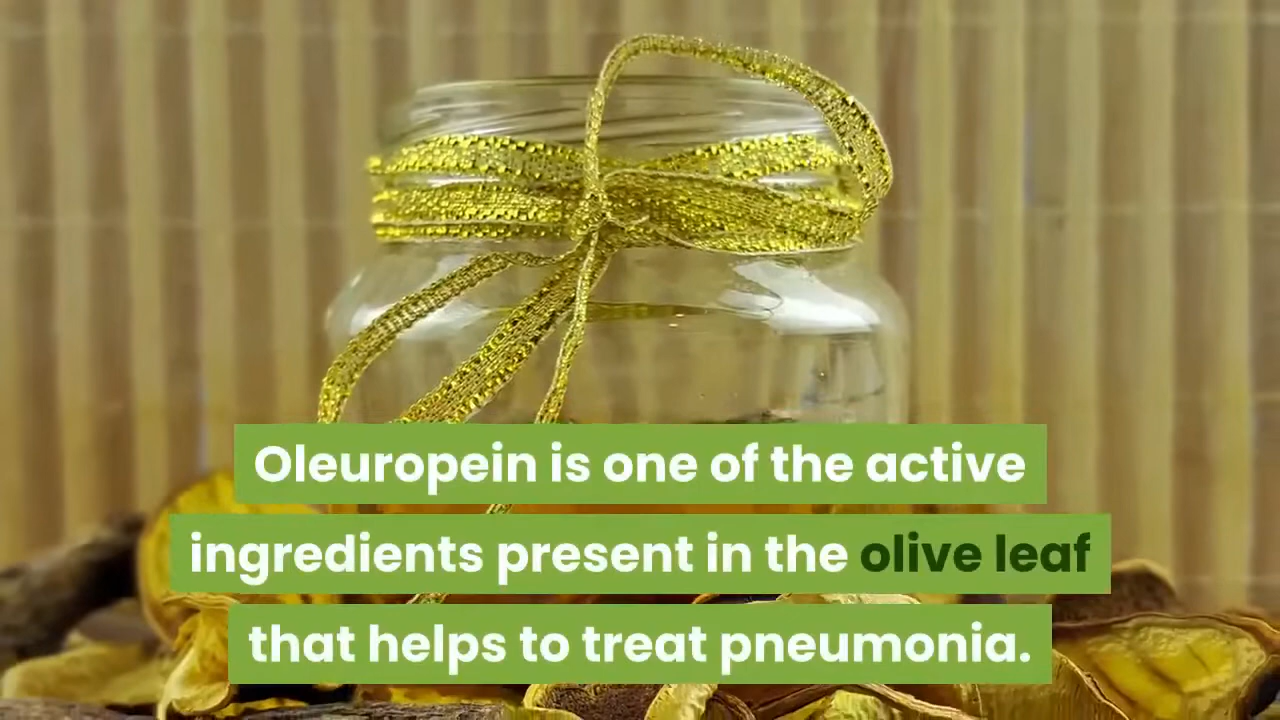 Oleuropein is one of the active
ingredients present in the olive leaf
that helps to treat pneumonia.